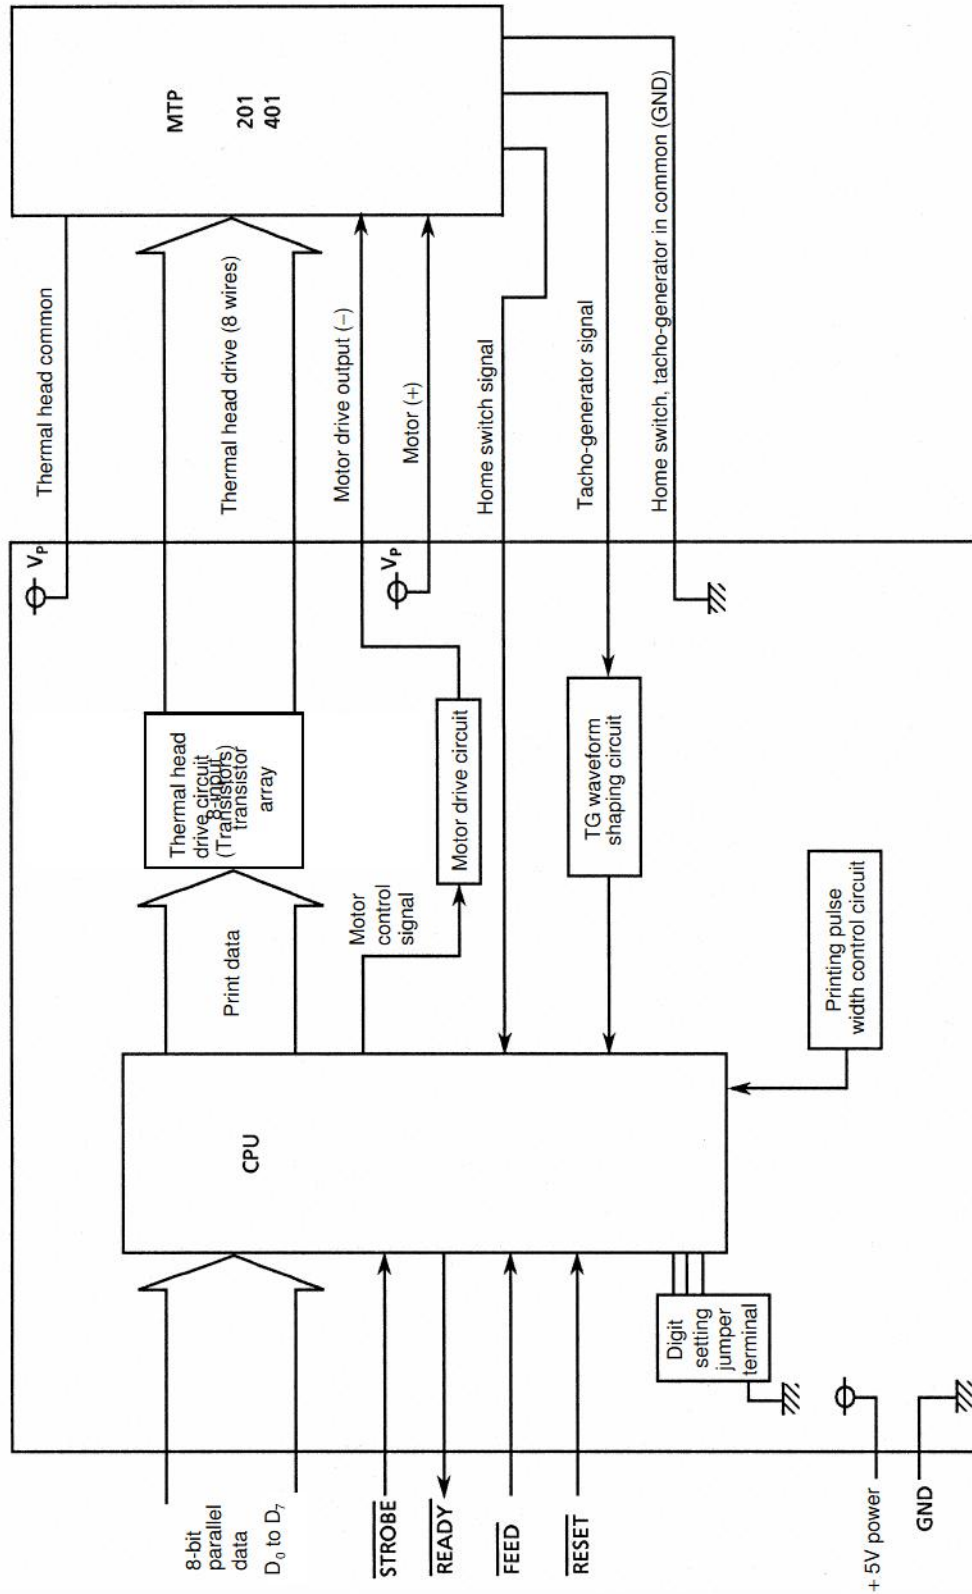 8-bit
parallel
data
D₀ to D₇
STROBE
READY
FEED
RESET
+ 5V power
GND
CPU
Digit
setting
jumper
terminal
Print data
Motor
control
signal
Printing pulse
width control circuit
Thermal head
drive circuit
(Transistors)
8-input
transistor
array
Motor drive circuit
TG waveform
shaping circuit
Vₚ
Vₚ
Thermal head common
Thermal head drive (8 wires)
Motor drive output (−)
Motor (+)
Home switch signal
Tacho-generator signal
Home switch, tacho-generator in common (GND)
MTP
201
401